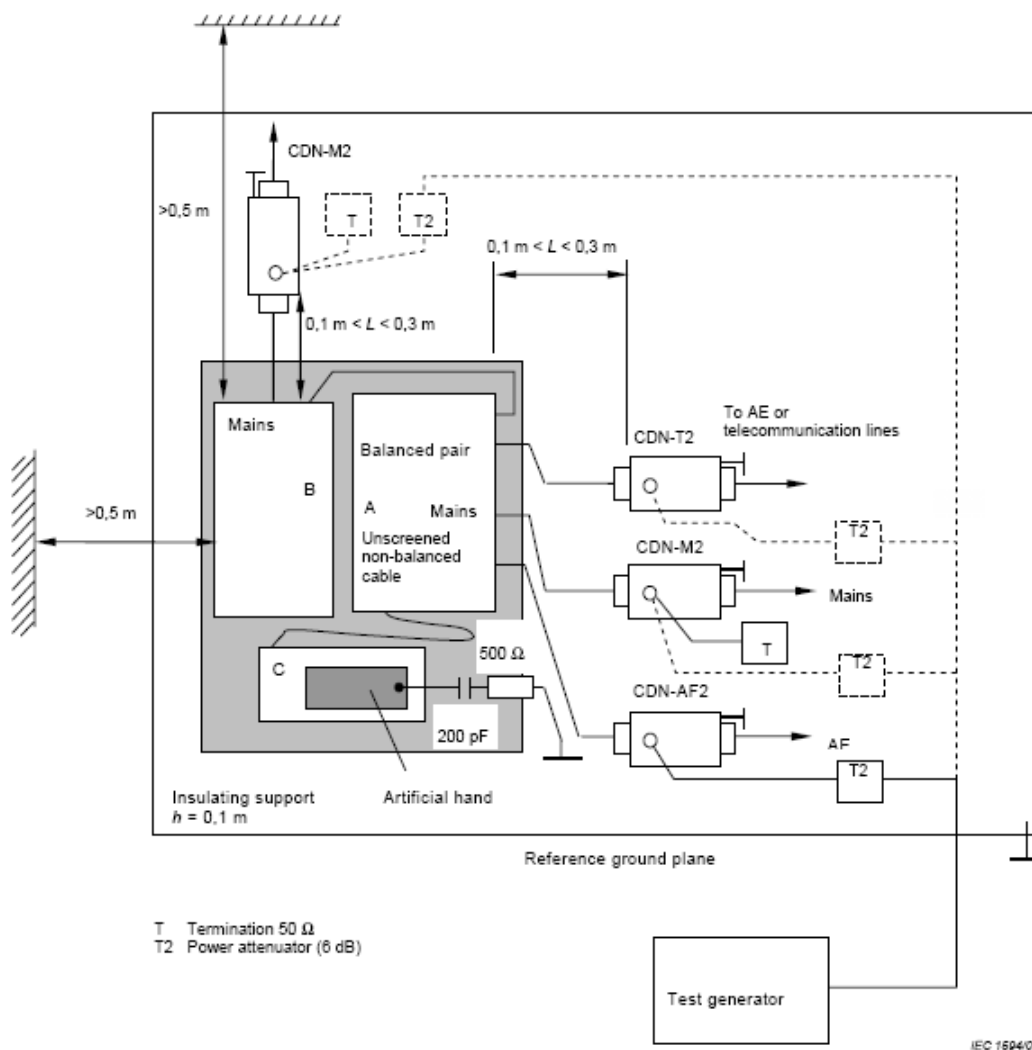 CDN-M2
>0,5 m
T
T2
0,1 m < L < 0,3 m
0,1 m < L < 0,3 m
Mains
B
Balanced pair
A
Mains
Unscreened
non-balanced
cable
CDN-T2
To AE or
telecommunication lines
T2
>0,5 m
CDN-M2
Mains
T
T2
C
500 Ω
200 pF
CDN-AF2
T2
Insulating support
h = 0,1 m
Artificial hand
Reference ground plane
T Termination 50 Ω
T2 Power attenuator (6 dB)
Test generator